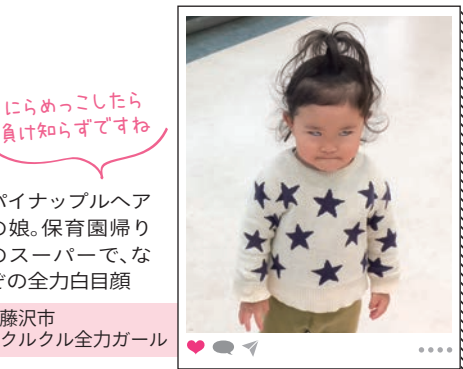 にらめっこしたら
負け知らずですね
パイナップルヘア
の娘。保育園帰り
のスーパーで、な
ぞの全力白目顔
藤沢市
クルクル全力ガール